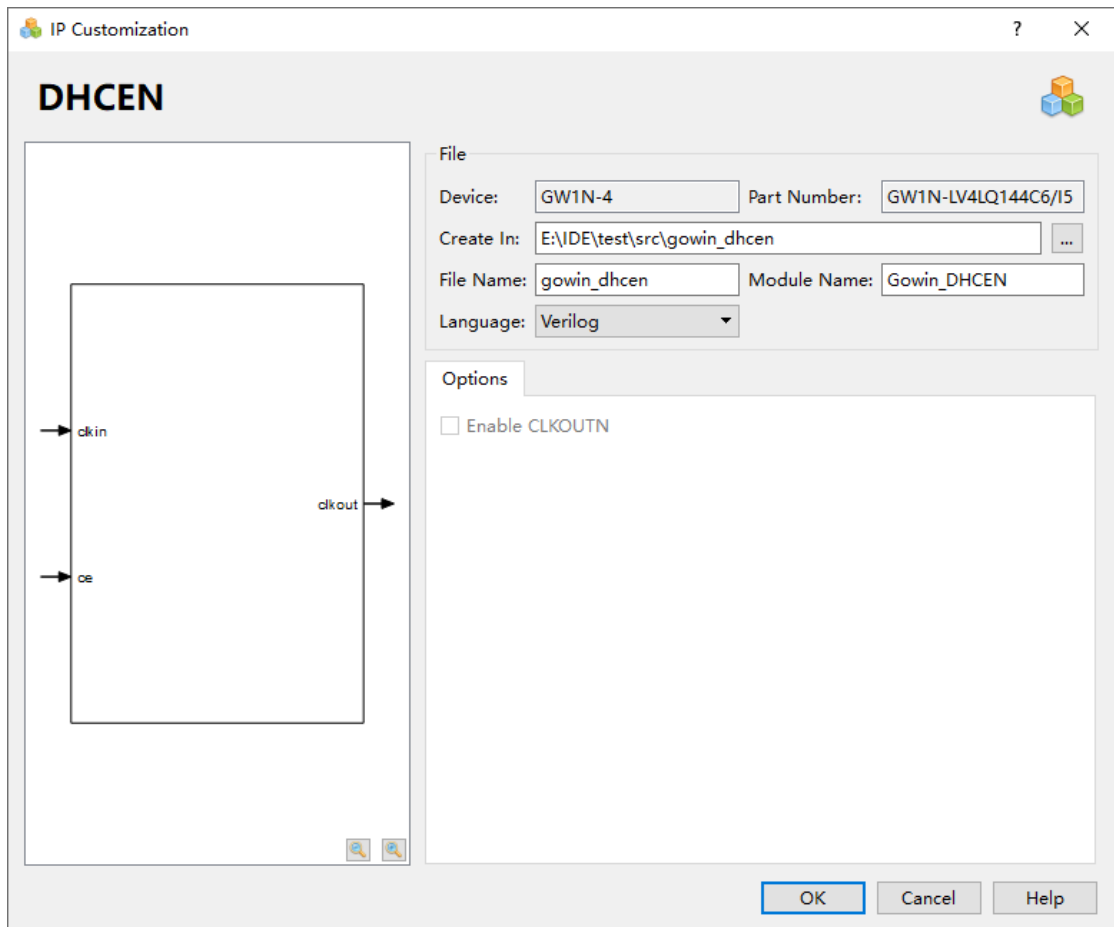 IP Customization
?
DHCEN
File
Device: GW1N-4 Part Number: GW1N-LV4LQ144C6/I5
Create In: E:\IDE\test\src\gowin_dhcen ...
File Name: gowin_dhcen Module Name: Gowin_DHCEN
Language: Verilog
Options
Enable CLKOUTN
clkin
clkout
ce
OK Cancel Help